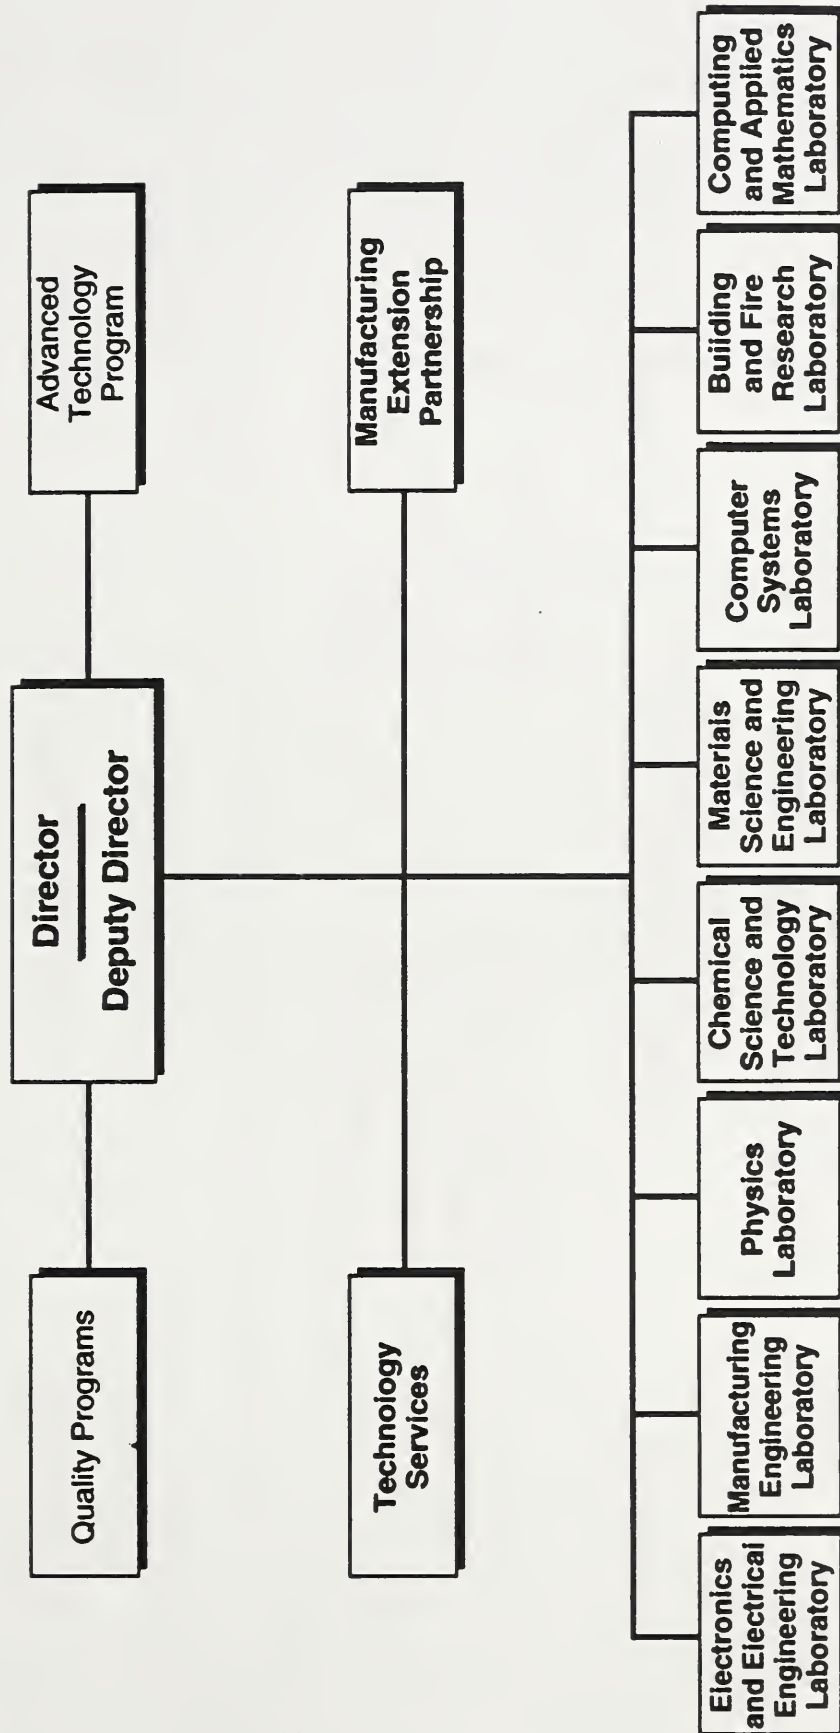 Quality Programs
Director
Deputy Director
Advanced
Technology
Program
Technology
Services
Manufacturing
Extension
Partnership
Electronics
and Electrical
Engineering
Laboratory
Manufacturing
Engineering
Laboratory
Physics
Laboratory
Chemical
Science and
Technology
Laboratory
Materials
Science and
Engineering
Laboratory
Computer
Systems
Laboratory
Building
and Fire
Research
Laboratory
Computing
and Applied
Mathematics
Laboratory